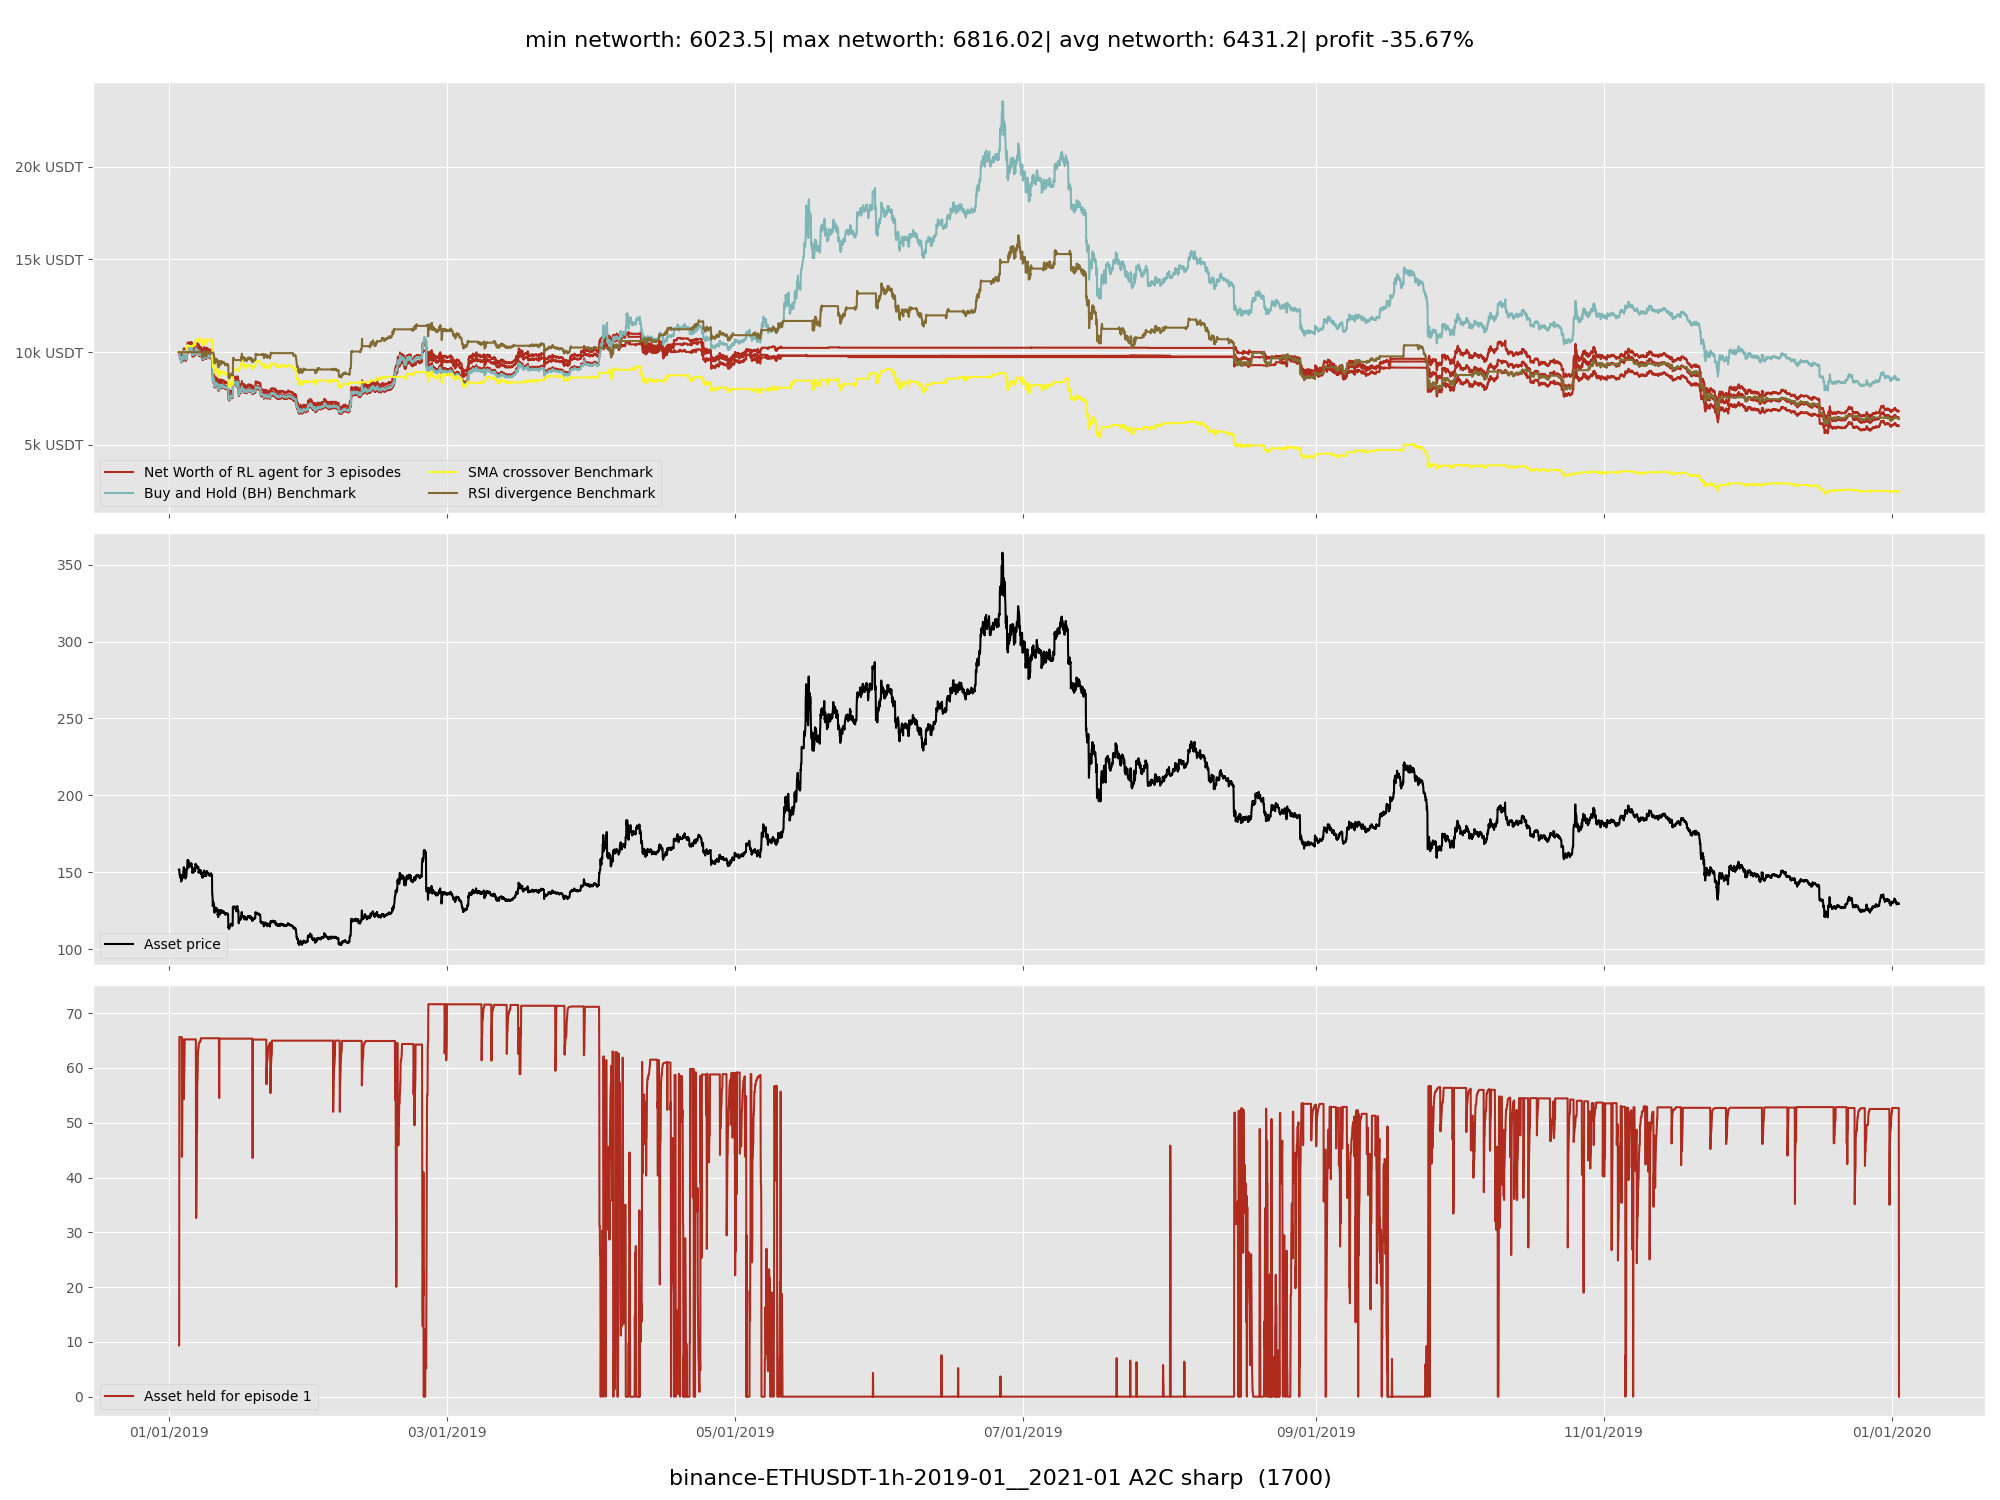 min networth: 6023.5| max networth: 6816.02| avg networth: 6431.2| profit -35.67%
20k USDT
15k USDT
10k USDT
5k USDT
Net Worth of RL agent for 3 episodes
Buy and Hold (BH) Benchmark
SMA crossover Benchmark
RSI divergence Benchmark
350
300
250
200
150
100
Asset price
70
60
50
40
30
20
10
0
Asset held for episode 1
01/01/2019 03/01/2019 05/01/2019 07/01/2019 09/01/2019 11/01/2019 01/01/2020
binance-ETHUSDT-1h-2019-01__2021-01 A2C sharp (1700)